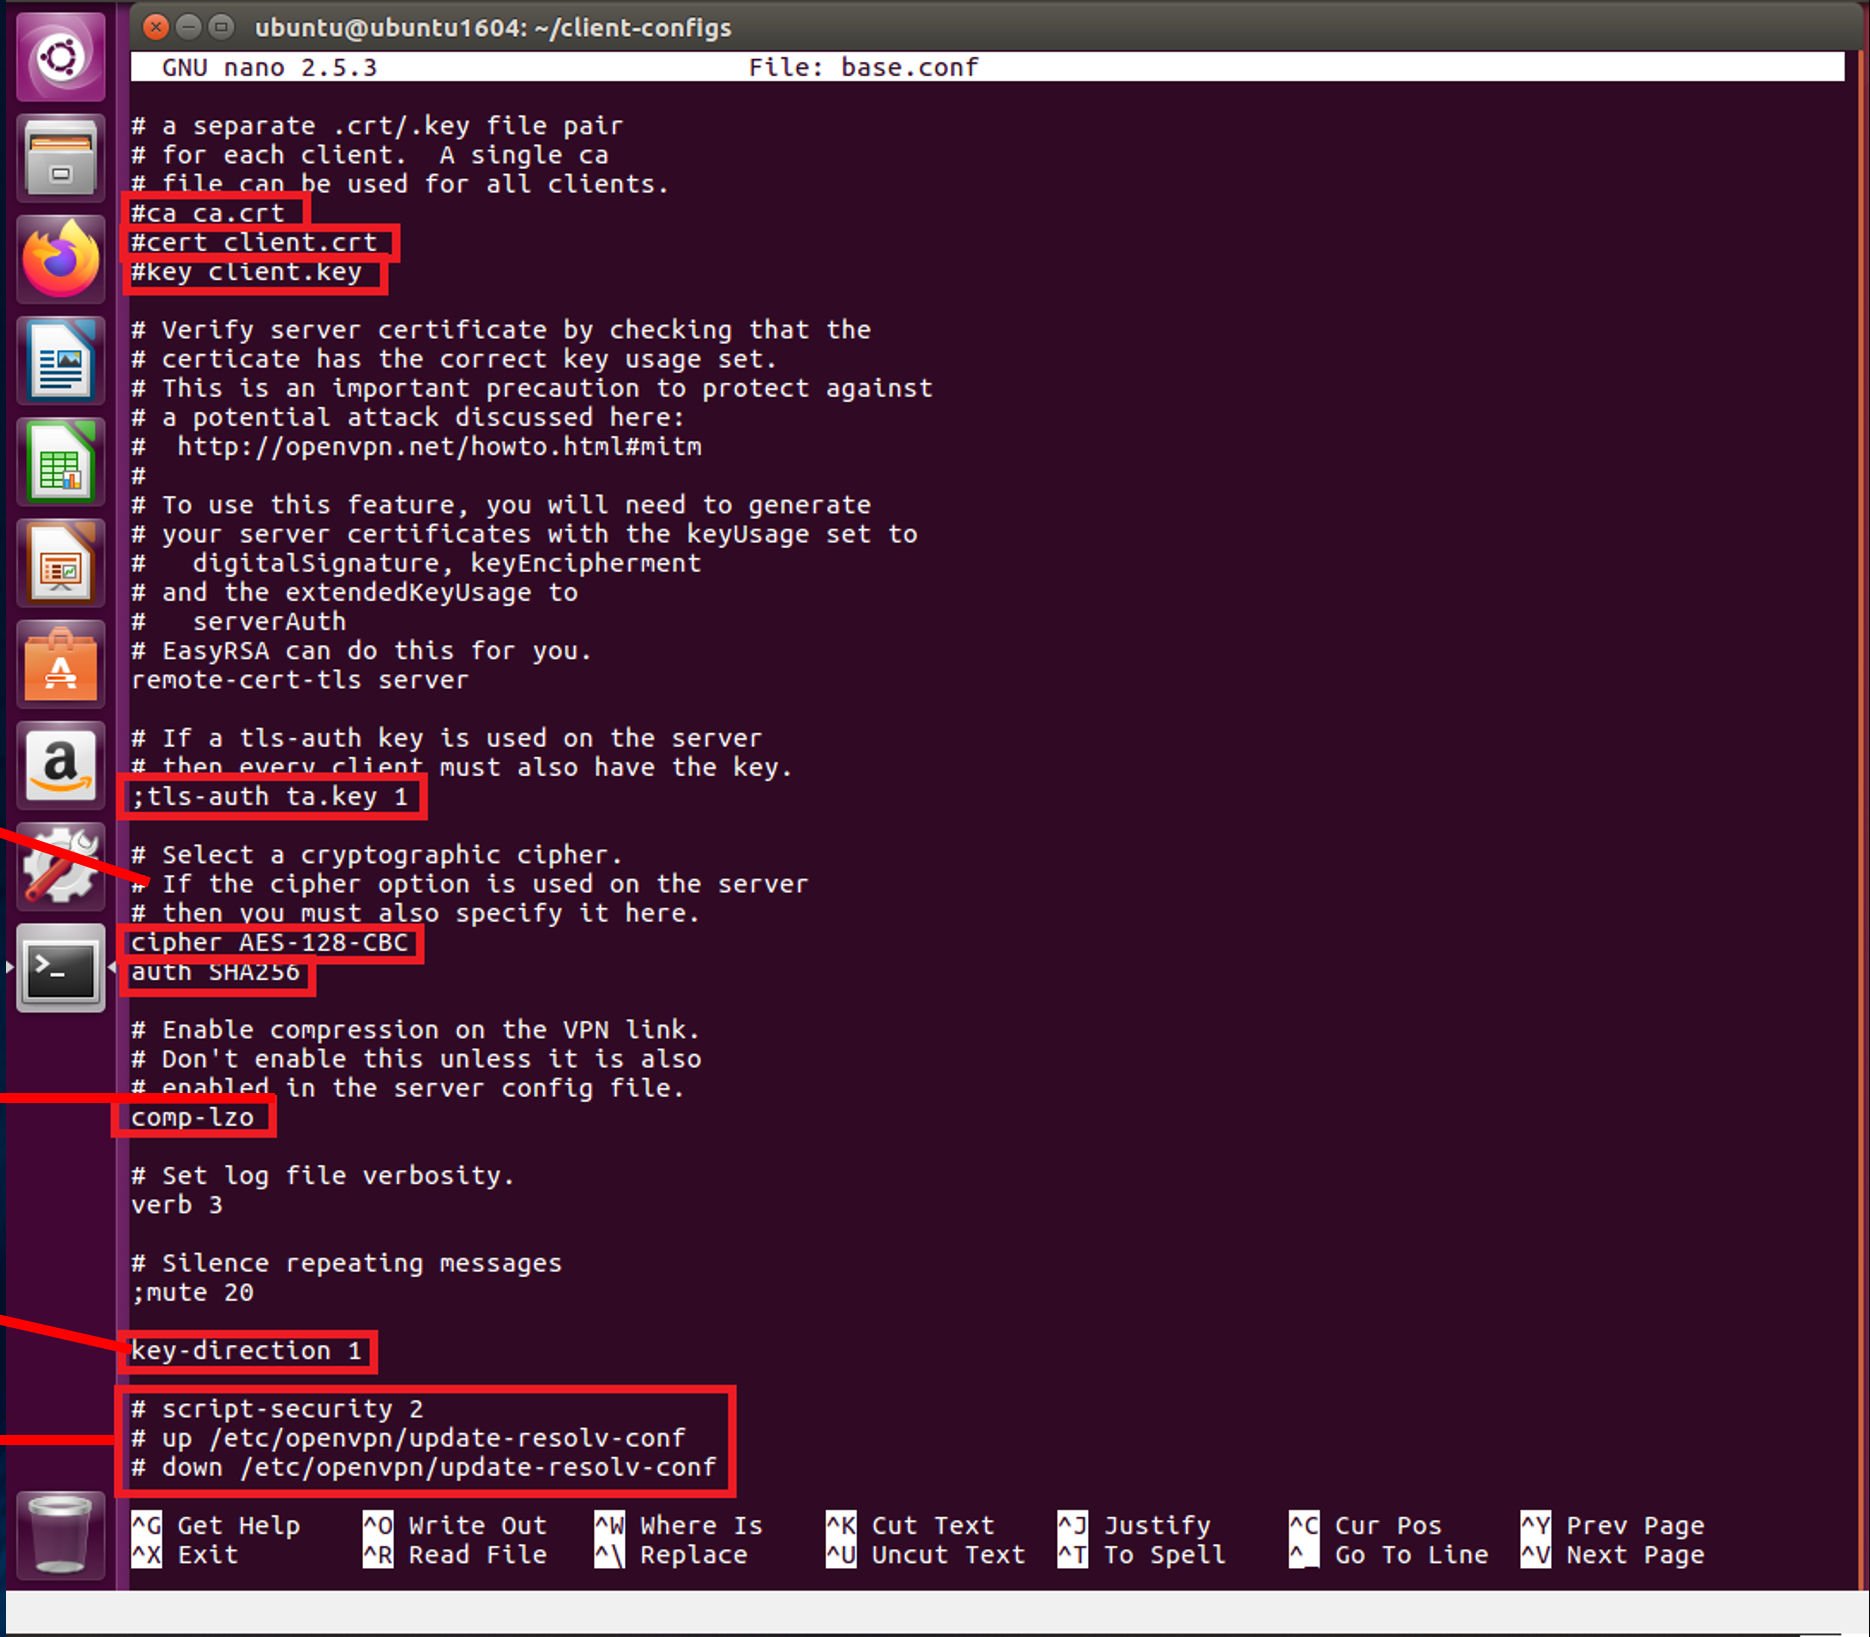 ubuntu@ubuntu1604: ~/client-configs
GNU nano 2.5.3 File: base.conf
# a separate .crt/.key file pair
# for each client.  A single ca
# file can be used for all clients.
#ca ca.crt
#cert client.crt
#key client.key
# Verify server certificate by checking that the
# certicate has the correct key usage set.
# This is an important precaution to protect against
# a potential attack discussed here:
#  http://openvpn.net/howto.html#mitm
#
# To use this feature, you will need to generate
# your server certificates with the keyUsage set to
#   digitalSignature, keyEncipherment
# and the extendedKeyUsage to
#   serverAuth
# EasyRSA can do this for you.
remote-cert-tls server
# If a tls-auth key is used on the server
# then every client must also have the key.
;tls-auth ta.key 1
# Select a cryptographic cipher.
# If the cipher option is used on the server
# then you must also specify it here.
cipher AES-128-CBC
auth SHA256
# Enable compression on the VPN link.
# Don't enable this unless it is also
# enabled in the server config file.
comp-lzo
# Set log file verbosity.
verb 3
# Silence repeating messages
;mute 20
key-direction 1
# script-security 2
# up /etc/openvpn/update-resolv-conf
# down /etc/openvpn/update-resolv-conf
^G Get Help ^O Write Out ^W Where Is ^K Cut Text ^J Justify ^C Cur Pos ^Y Prev Page
^X Exit ^R Read File ^\ Replace ^U Uncut Text ^T To Spell ^_ Go To Line ^V Next Page